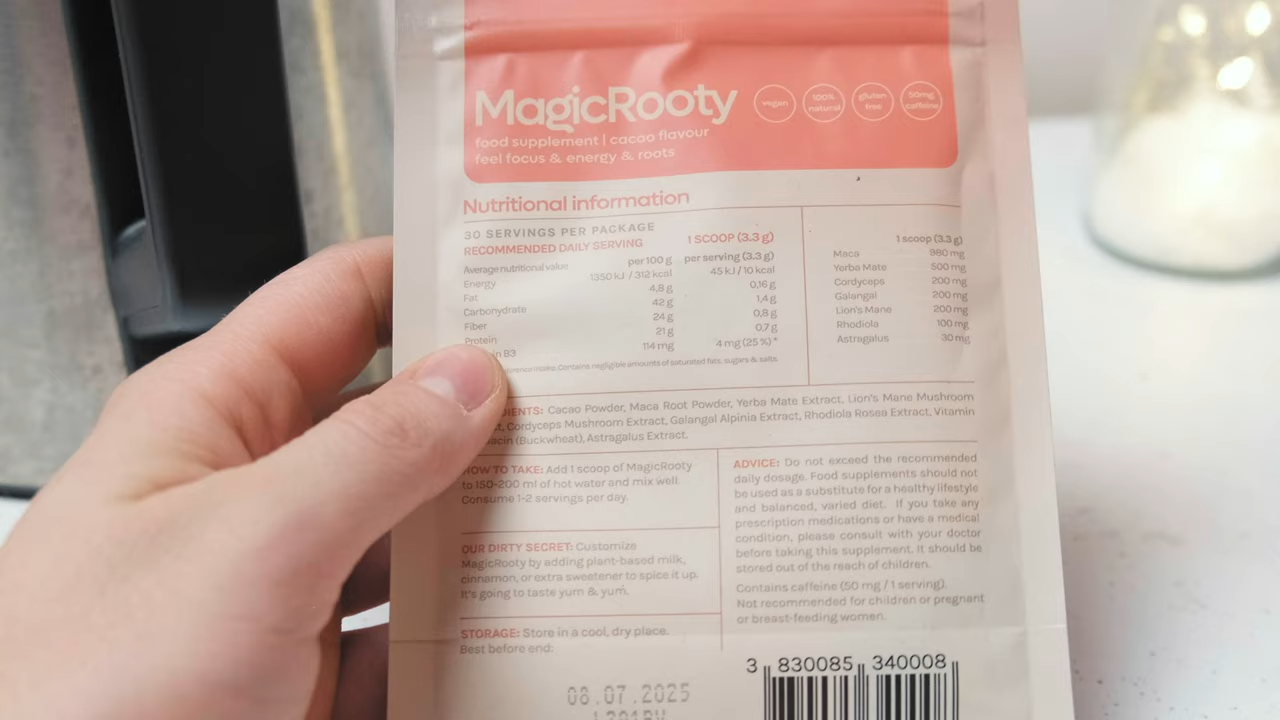 MagicRooty
vegan
100% natural
gluten free
50mg caffeine
food supplement | cacao flavour
feel focus & energy & roots
Nutritional information
30 SERVINGS PER PACKAGE
RECOMMENDED DAILY SERVING 1 SCOOP (3.3 g)
Average nutritional value per 100 g per serving (3.3 g)
Energy 1350 kJ / 312 kcal 45 kJ / 10 kcal
Fat 4,8 g 0,16 g
Carbohydrate 42 g 1,4 g
Fiber 24 g 0,8 g
Protein 21 g 0,7 g
in B3 114 mg 4 mg (25 %) *
intake. Contains negligible amounts of saturated fats, sugars & salts
1 scoop (3.3 g)
Maca 980 mg
Yerba Mate 500 mg
Cordyceps 200 mg
Galangal 200 mg
Lion's Mane 200 mg
Rhodiola 100 mg
Astragalus 30 mg
DIENTS: Cacao Powder, Maca Root Powder, Yerba Mate Extract, Lion's Mane Mushroom
t, Cordyceps Mushroom Extract, Galangal Alpinia Extract, Rhodiola Rosea Extract, Vitamin
acin (Buckwheat), Astragalus Extract.
HOW TO TAKE: Add 1 scoop of MagicRooty
to 150-200 ml of hot water and mix well.
Consume 1-2 servings per day.
OUR DIRTY SECRET: Customize
MagicRooty by adding plant-based milk,
cinnamon, or extra sweetener to spice it up.
It's going to taste yum & yum.
STORAGE: Store in a cool, dry place.
Best before end:
08.07.2025
ADVICE: Do not exceed the recommended
daily dosage. Food supplements should not
be used as a substitute for a healthy lifestyle
and balanced, varied diet. If you take any
prescription medications or have a medical
condition, please consult with your doctor
before taking this supplement. It should be
stored out of the reach of children.
Contains caffeine (50 mg / 1 serving).
Not recommended for children or pregnant
or breast-feeding women.
3 830085 340008